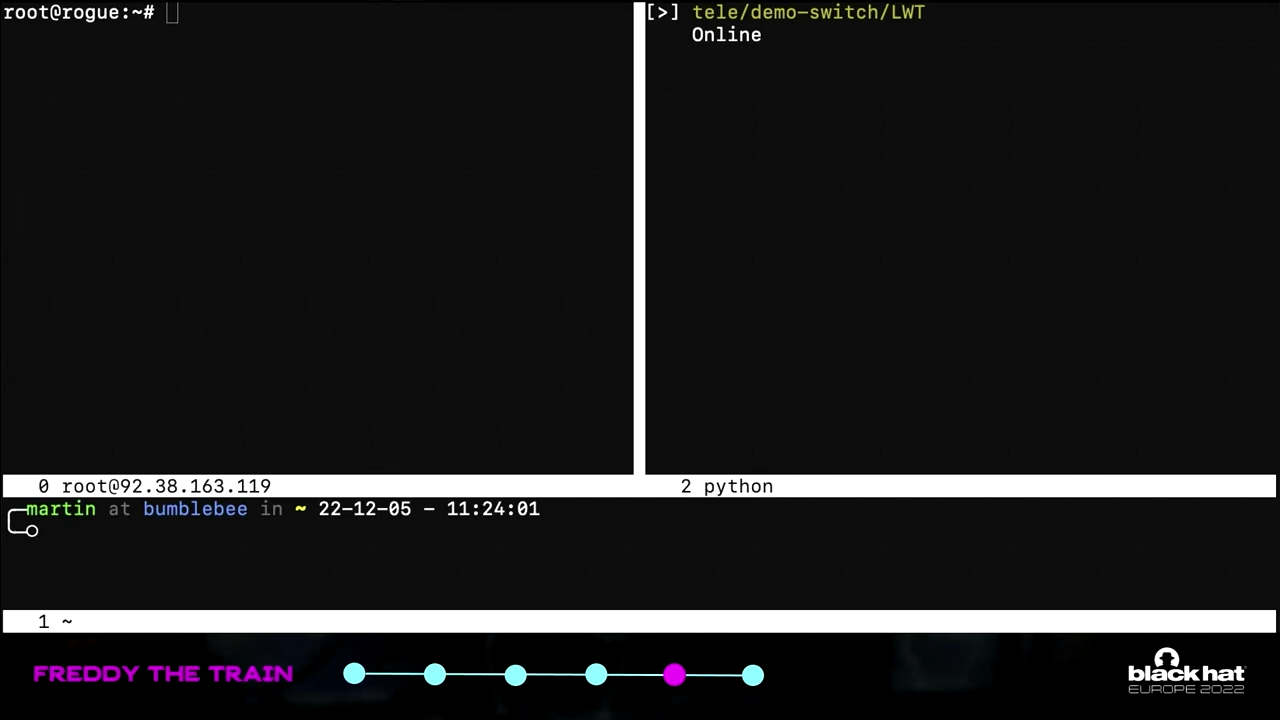 root@rogue:~#
[>] tele/demo-switch/LWT
Online
0 root@92.38.163.119
2 python
martin at bumblebee in ~ 22-12-05 - 11:24:01
1 ~
FREDDY THE TRAIN
black hat
EUROPE 2022